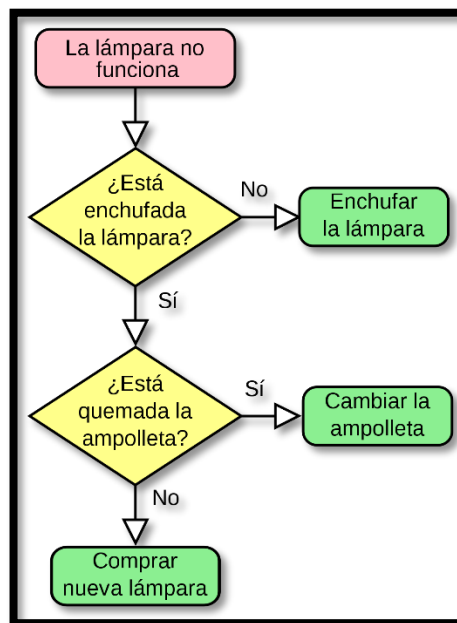 La lámpara no
funciona
¿Está
enchufada
la lámpara?
No
Enchufar
la lámpara
Sí
¿Está
quemada la
ampolleta?
Sí
Cambiar la
ampolleta
No
Comprar
nueva lámpara